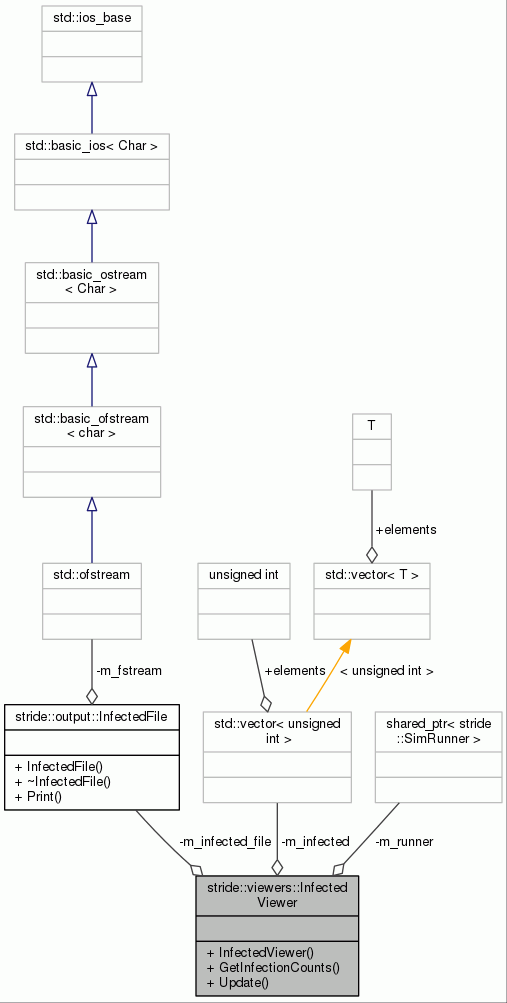 std::ios_base
std::basic_ios< Char >
std::basic_ostream
< Char >
std::basic_ofstream
< char >
T
+elements
std::ofstream
unsigned int
std::vector< T >
-m_fstream
+elements
< unsigned int >
stride::output::InfectedFile
+ InfectedFile()
+ ~InfectedFile()
+ Print()
std::vector< unsigned
int >
shared_ptr< stride
::SimRunner >
-m_infected_file
-m_infected
-m_runner
stride::viewers::Infected
Viewer
+ InfectedViewer()
+ GetInfectionCounts()
+ Update()